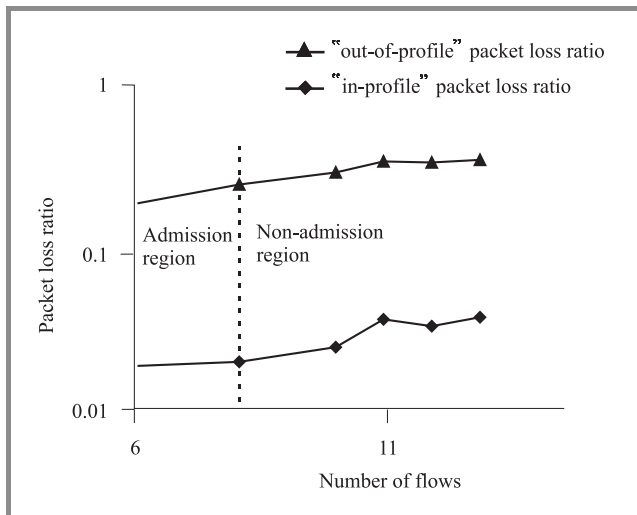 “out-of-profile” packet loss ratio
“in-profile” packet loss ratio
1
0.1
0.01
Packet loss ratio
Admission
region
Non-admission
region
6
11
Number of flows